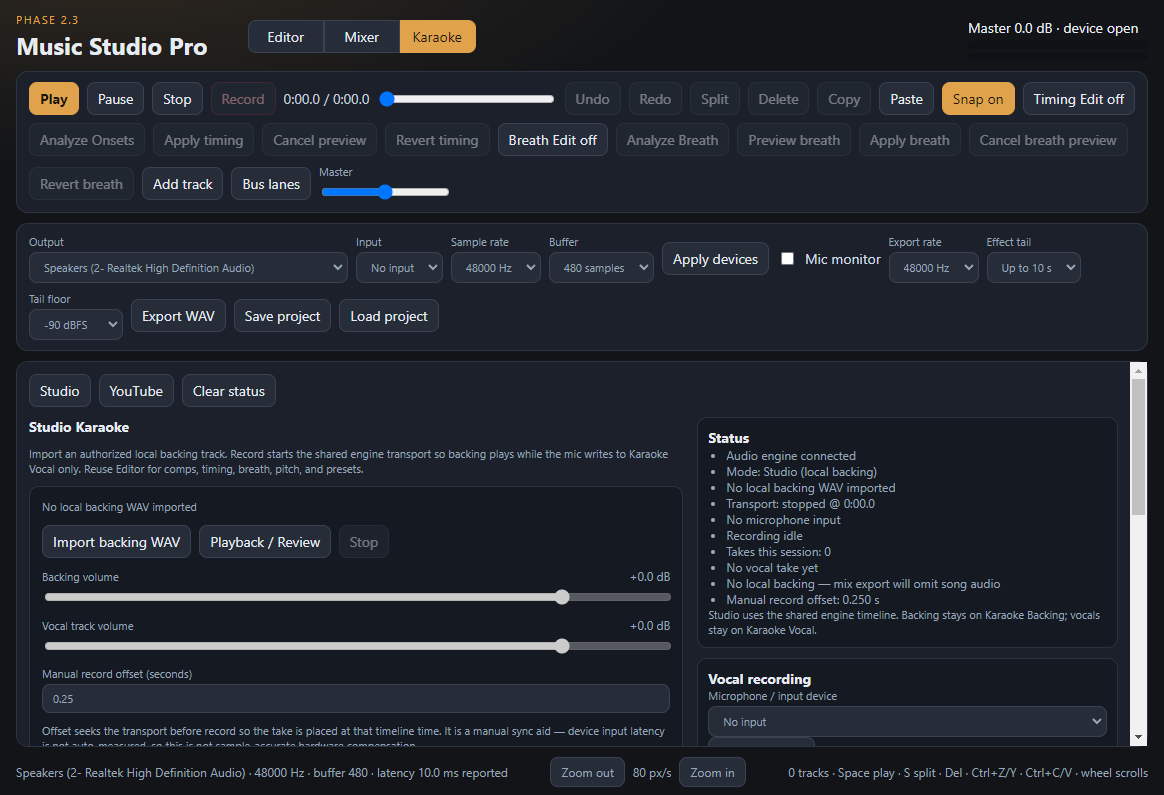 PHASE 2.3
Music Studio Pro
Editor Mixer Karaoke
Master 0.0 dB · device open
Play Pause Stop Record 0:00.0 / 0:00.0 Undo Redo Split Delete Copy Paste Snap on Timing Edit off
Analyze Onsets Apply timing Cancel preview Revert timing Breath Edit off Analyze Breath Preview breath Apply breath Cancel breath preview
Revert breath Add track Bus lanes Master
Output Input Sample rate Buffer Export rate Effect tail
Speakers (2- Realtek High Definition Audio) No input 48000 Hz 480 samples Apply devices Mic monitor 48000 Hz Up to 10 s
Tail floor
-90 dBFS Export WAV Save project Load project
Studio YouTube Clear status
Studio Karaoke
Import an authorized local backing track. Record starts the shared engine transport so backing plays while the mic writes to Karaoke
Vocal only. Reuse Editor for comps, timing, breath, pitch, and presets.
No local backing WAV imported
Import backing WAV Playback / Review Stop
Backing volume +0.0 dB
Vocal track volume +0.0 dB
Manual record offset (seconds)
0.25
Offset seeks the transport before record so the take is placed at that timeline time. It is a manual sync aid — device input latency
is not auto-measured, so this is not sample-accurate hardware compensation.
Status
• Audio engine connected
• Mode: Studio (local backing)
• No local backing WAV imported
• Transport: stopped @ 0:00.0
• No microphone input
• Recording idle
• Takes this session: 0
• No vocal take yet
• No local backing — mix export will omit song audio
• Manual record offset: 0.250 s
Studio uses the shared engine timeline. Backing stays on Karaoke Backing; vocals
stay on Karaoke Vocal.
Vocal recording
Microphone / input device
No input
Speakers (2- Realtek High Definition Audio) · 48000 Hz · buffer 480 · latency 10.0 ms reported
Zoom out 80 px/s Zoom in
0 tracks · Space play · S split · Del · Ctrl+Z/Y · Ctrl+C/V · wheel scrolls